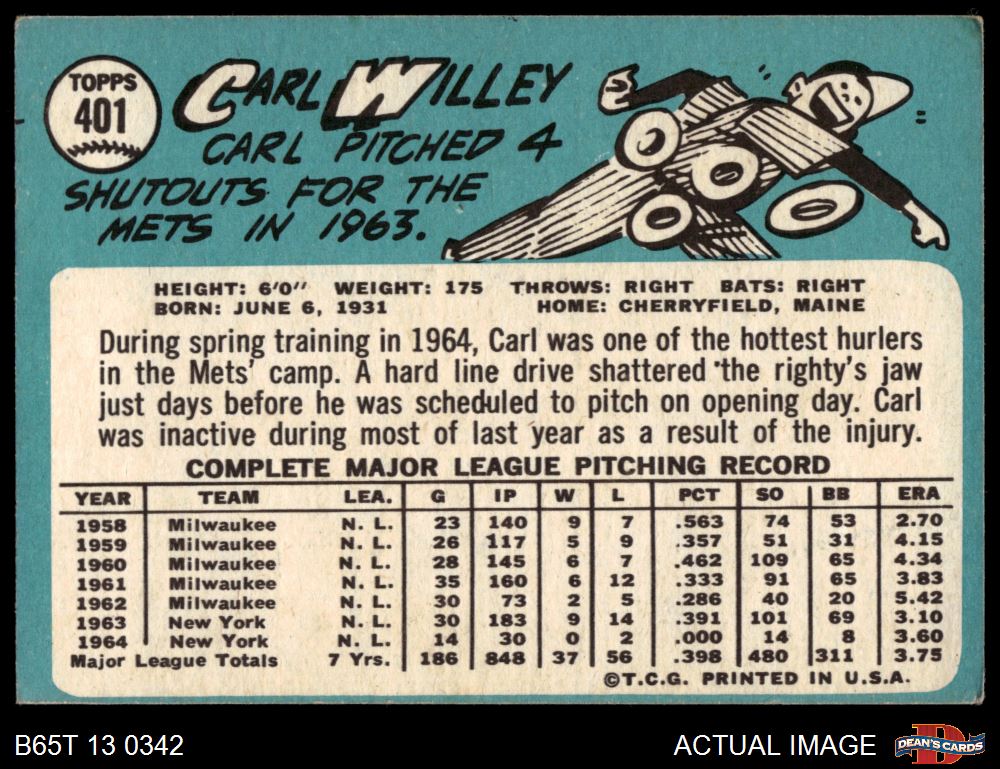 TOPPS
401
CARL WILLEY
CARL PITCHED 4
SHUTOUTS FOR THE
METS IN 1963.
0
0
0
0
HEIGHT: 6'0" WEIGHT: 175 THROWS: RIGHT BATS: RIGHT
BORN: JUNE 6, 1931 HOME: CHERRYFIELD, MAINE
During spring training in 1964, Carl was one of the hottest hurlers
in the Mets' camp. A hard line drive shattered the righty's jaw
just days before he was scheduled to pitch on opening day. Carl
was inactive during most of last year as a result of the injury.
COMPLETE MAJOR LEAGUE PITCHING RECORD
YEAR TEAM LEA. G IP W L PCT SO BB ERA
1958 Milwaukee N. L. 23 140 9 7 .563 74 53 2.70
1959 Milwaukee N. L. 26 117 5 9 .357 51 31 4.15
1960 Milwaukee N. L. 28 145 6 7 .462 109 65 4.34
1961 Milwaukee N. L. 35 160 6 12 .333 91 65 3.83
1962 Milwaukee N. L. 30 73 2 5 .286 40 20 5.42
1963 New York N. L. 30 183 9 14 .391 101 69 3.10
1964 New York N. L. 14 30 0 2 .000 14 8 3.60
Major League Totals 7 Yrs. 186 848 37 56 .398 480 311 3.75
©T.C.G. PRINTED IN U.S.A.
B65T 13 0342
ACTUAL IMAGE
D
DEAN'S CARDS